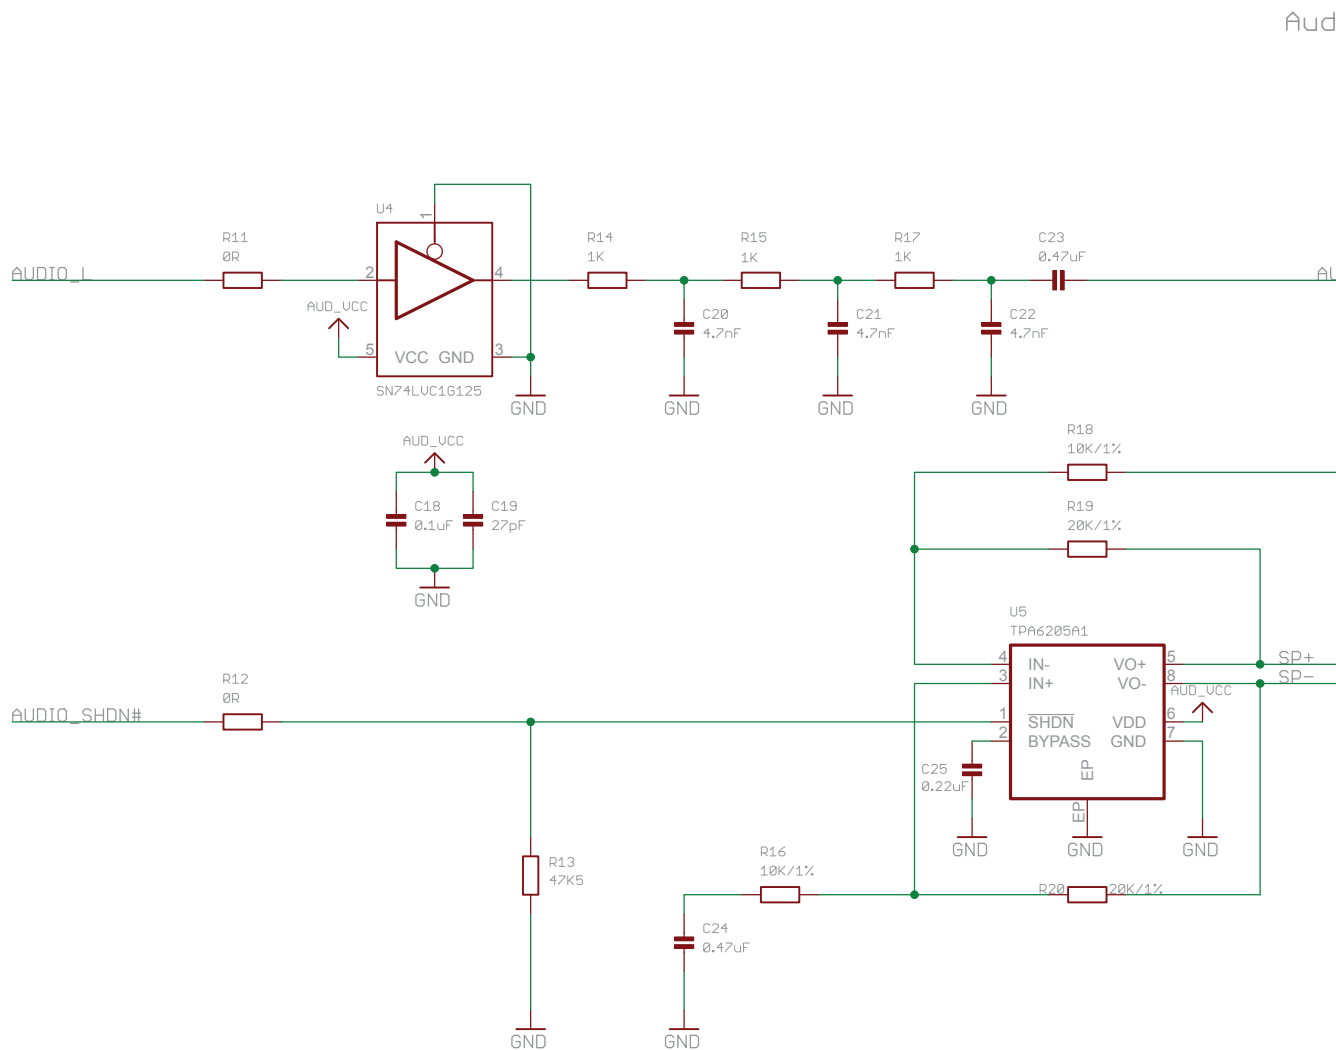 Aud
U4
1
R11
0R
R14
1K
R15
1K
R17
1K
C23
0.47uF
AUDIO_L
2
4
AU
AUD_VCC
C20
4.7nF
C21
4.7nF
C22
4.7nF
5
VCC GND
3
SN74LVC1G125
GND
GND
GND
GND
AUD_VCC
R18
10K/1%
C18
0.1uF
C19
27pF
R19
20K/1%
GND
U5
TPA6205A1
4
IN-
VO+
5
SP+
3
IN+
VO-
8
SP-
R12
0R
AUD_VCC
AUDIO_SHDN#
1
SHDN
VDD
6
2
BYPASS
GND
7
C25
0.22uF
EP
EP
GND
GND
GND
R16
10K/1%
R13
47K5
R20
20K/1%
C24
0.47uF
GND
GND